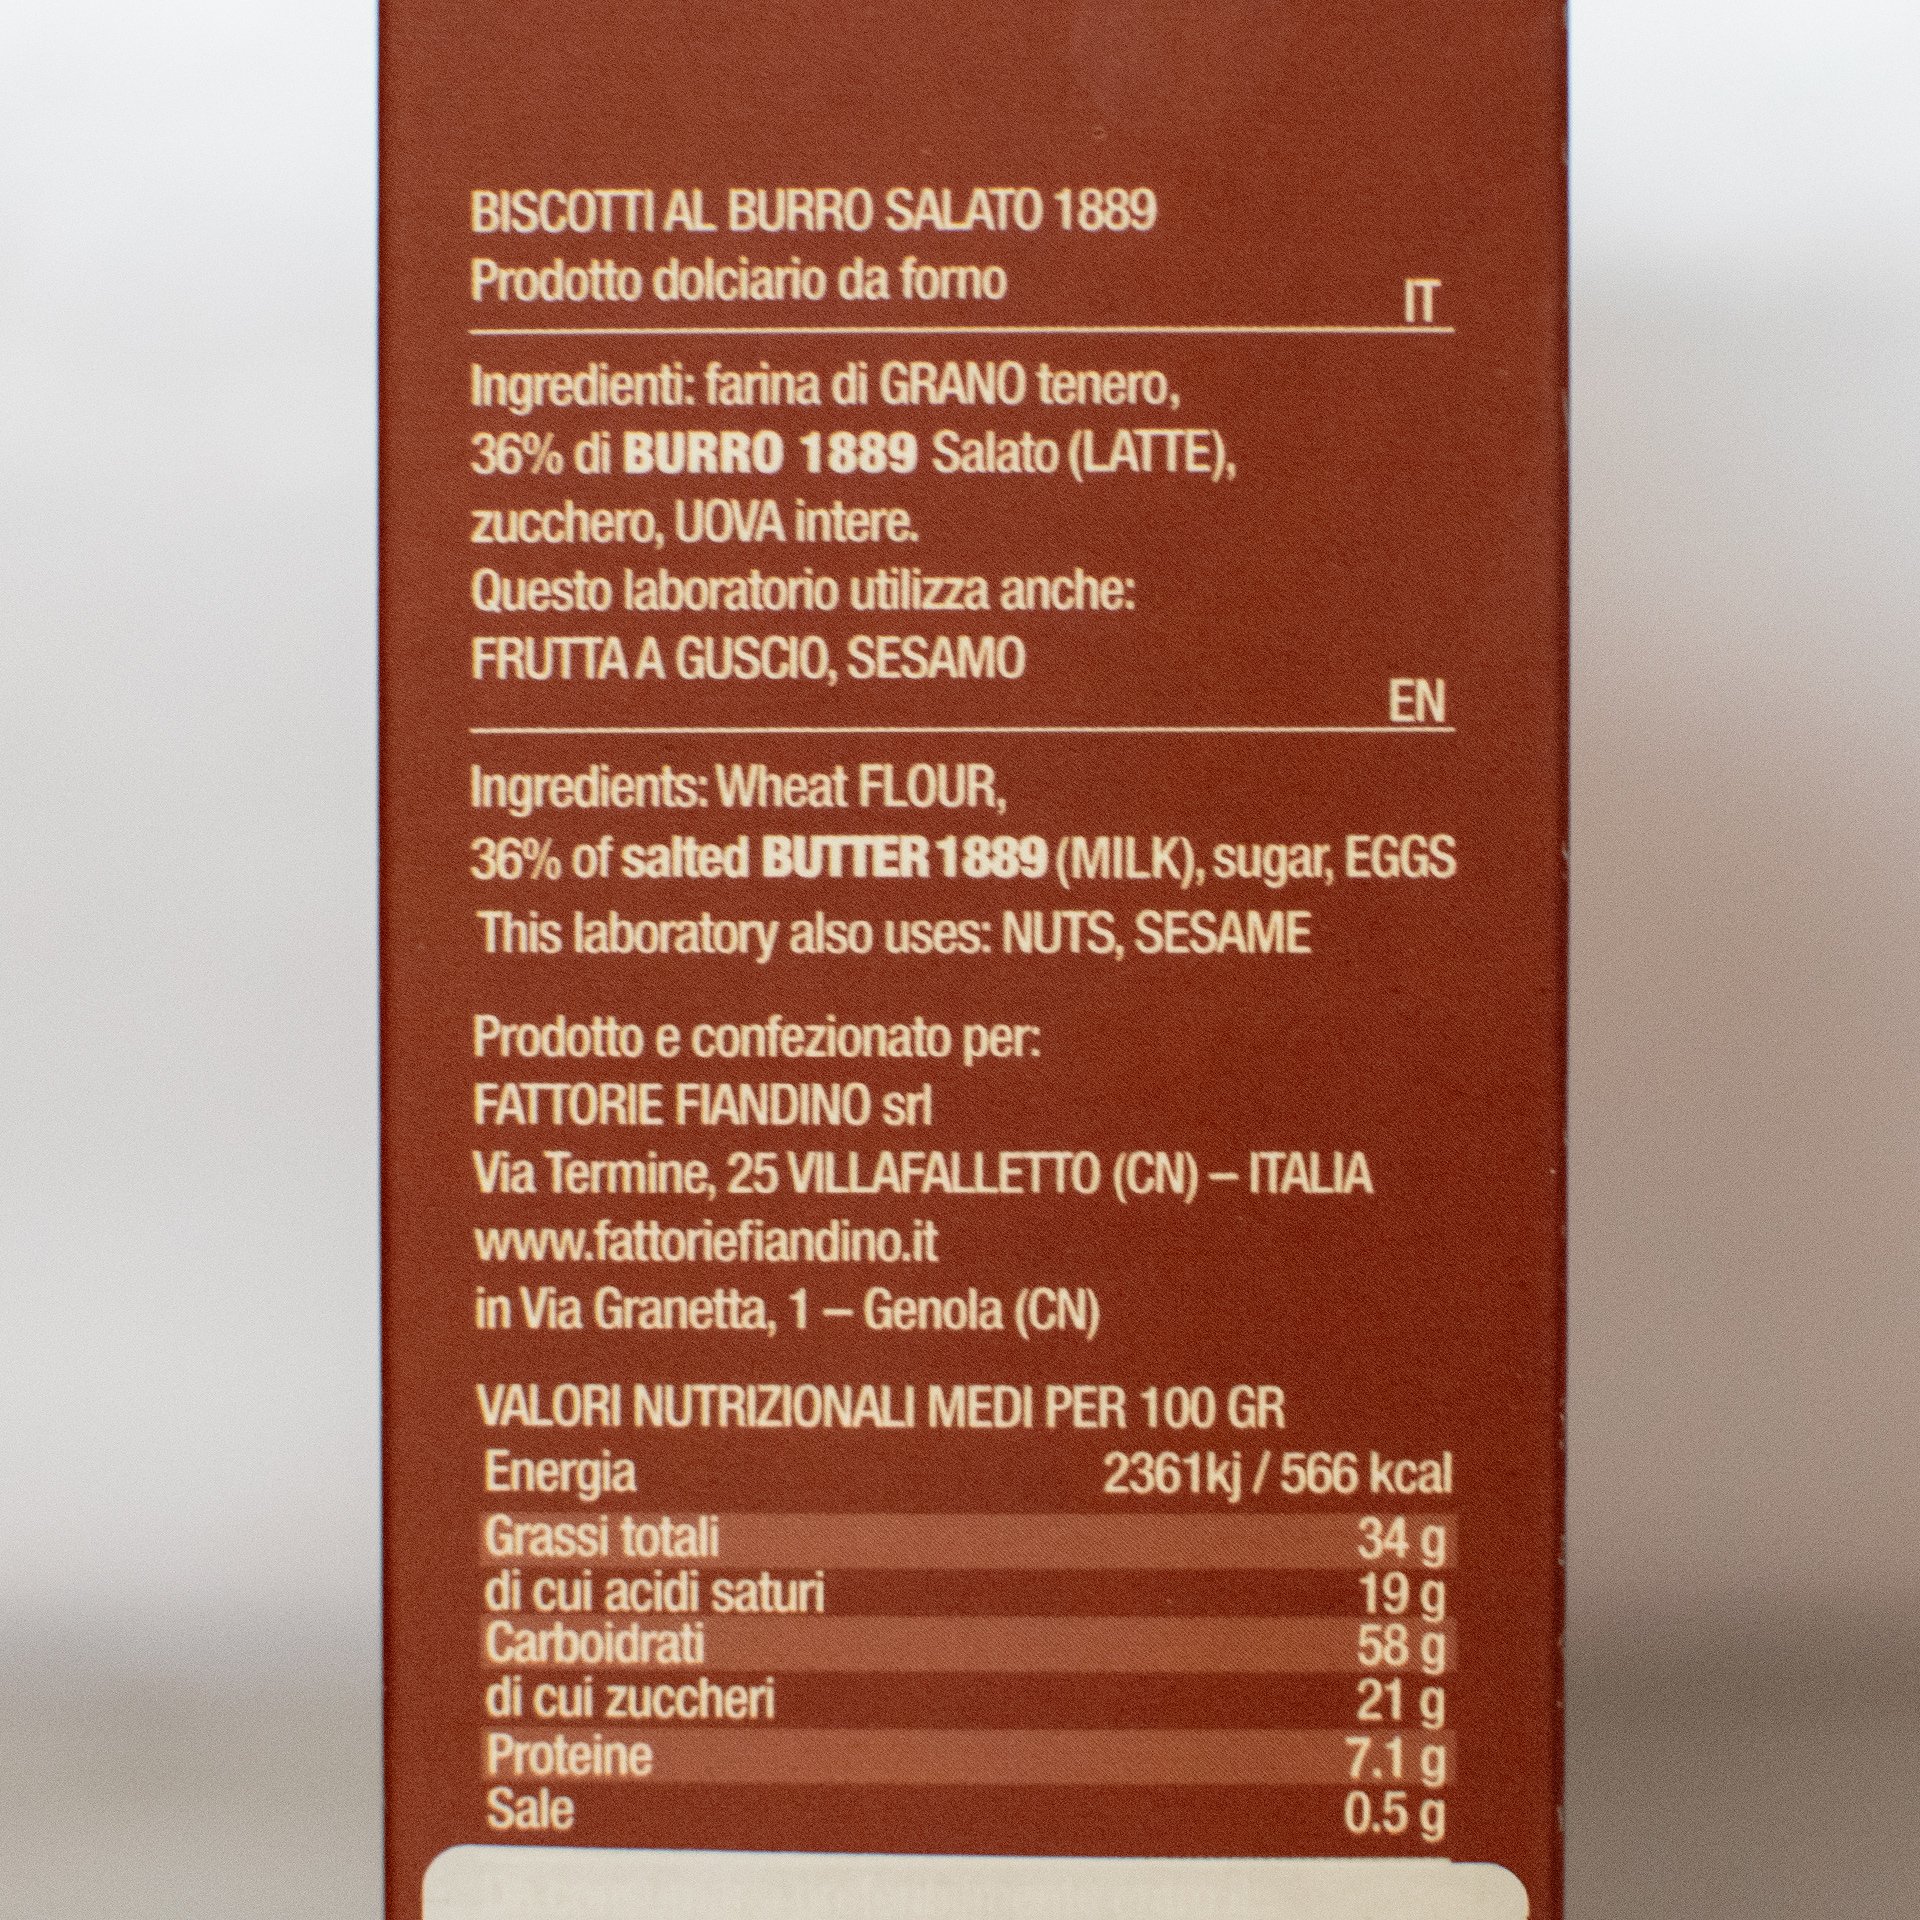 BISCOTTI AL BURRO SALATO 1889
Prodotto dolciario da forno
IT
Ingredienti: farina di GRANO tenero,
36% di BURRO 1889 Salato (LATTE),
zucchero, UOVA intere.
Questo laboratorio utilizza anche:
FRUTTA A GUSCIO, SESAMO
EN
Ingredients: Wheat FLOUR,
36% of salted BUTTER 1889 (MILK), sugar, EGGS
This laboratory also uses: NUTS, SESAME
Prodotto e confezionato per:
FATTORIE FIANDINO srl
Via Termine, 25 VILLAFALLETTO (CN) – ITALIA
www.fattoriefiandino.it
in Via Granetta, 1 – Genola (CN)
VALORI NUTRIZIONALI MEDI PER 100 GR
Energia 2361kj / 566 kcal
Grassi totali 34 g
di cui acidi saturi 19 g
Carboidrati 58 g
di cui zuccheri 21 g
Proteine 7.1 g
Sale 0.5 g